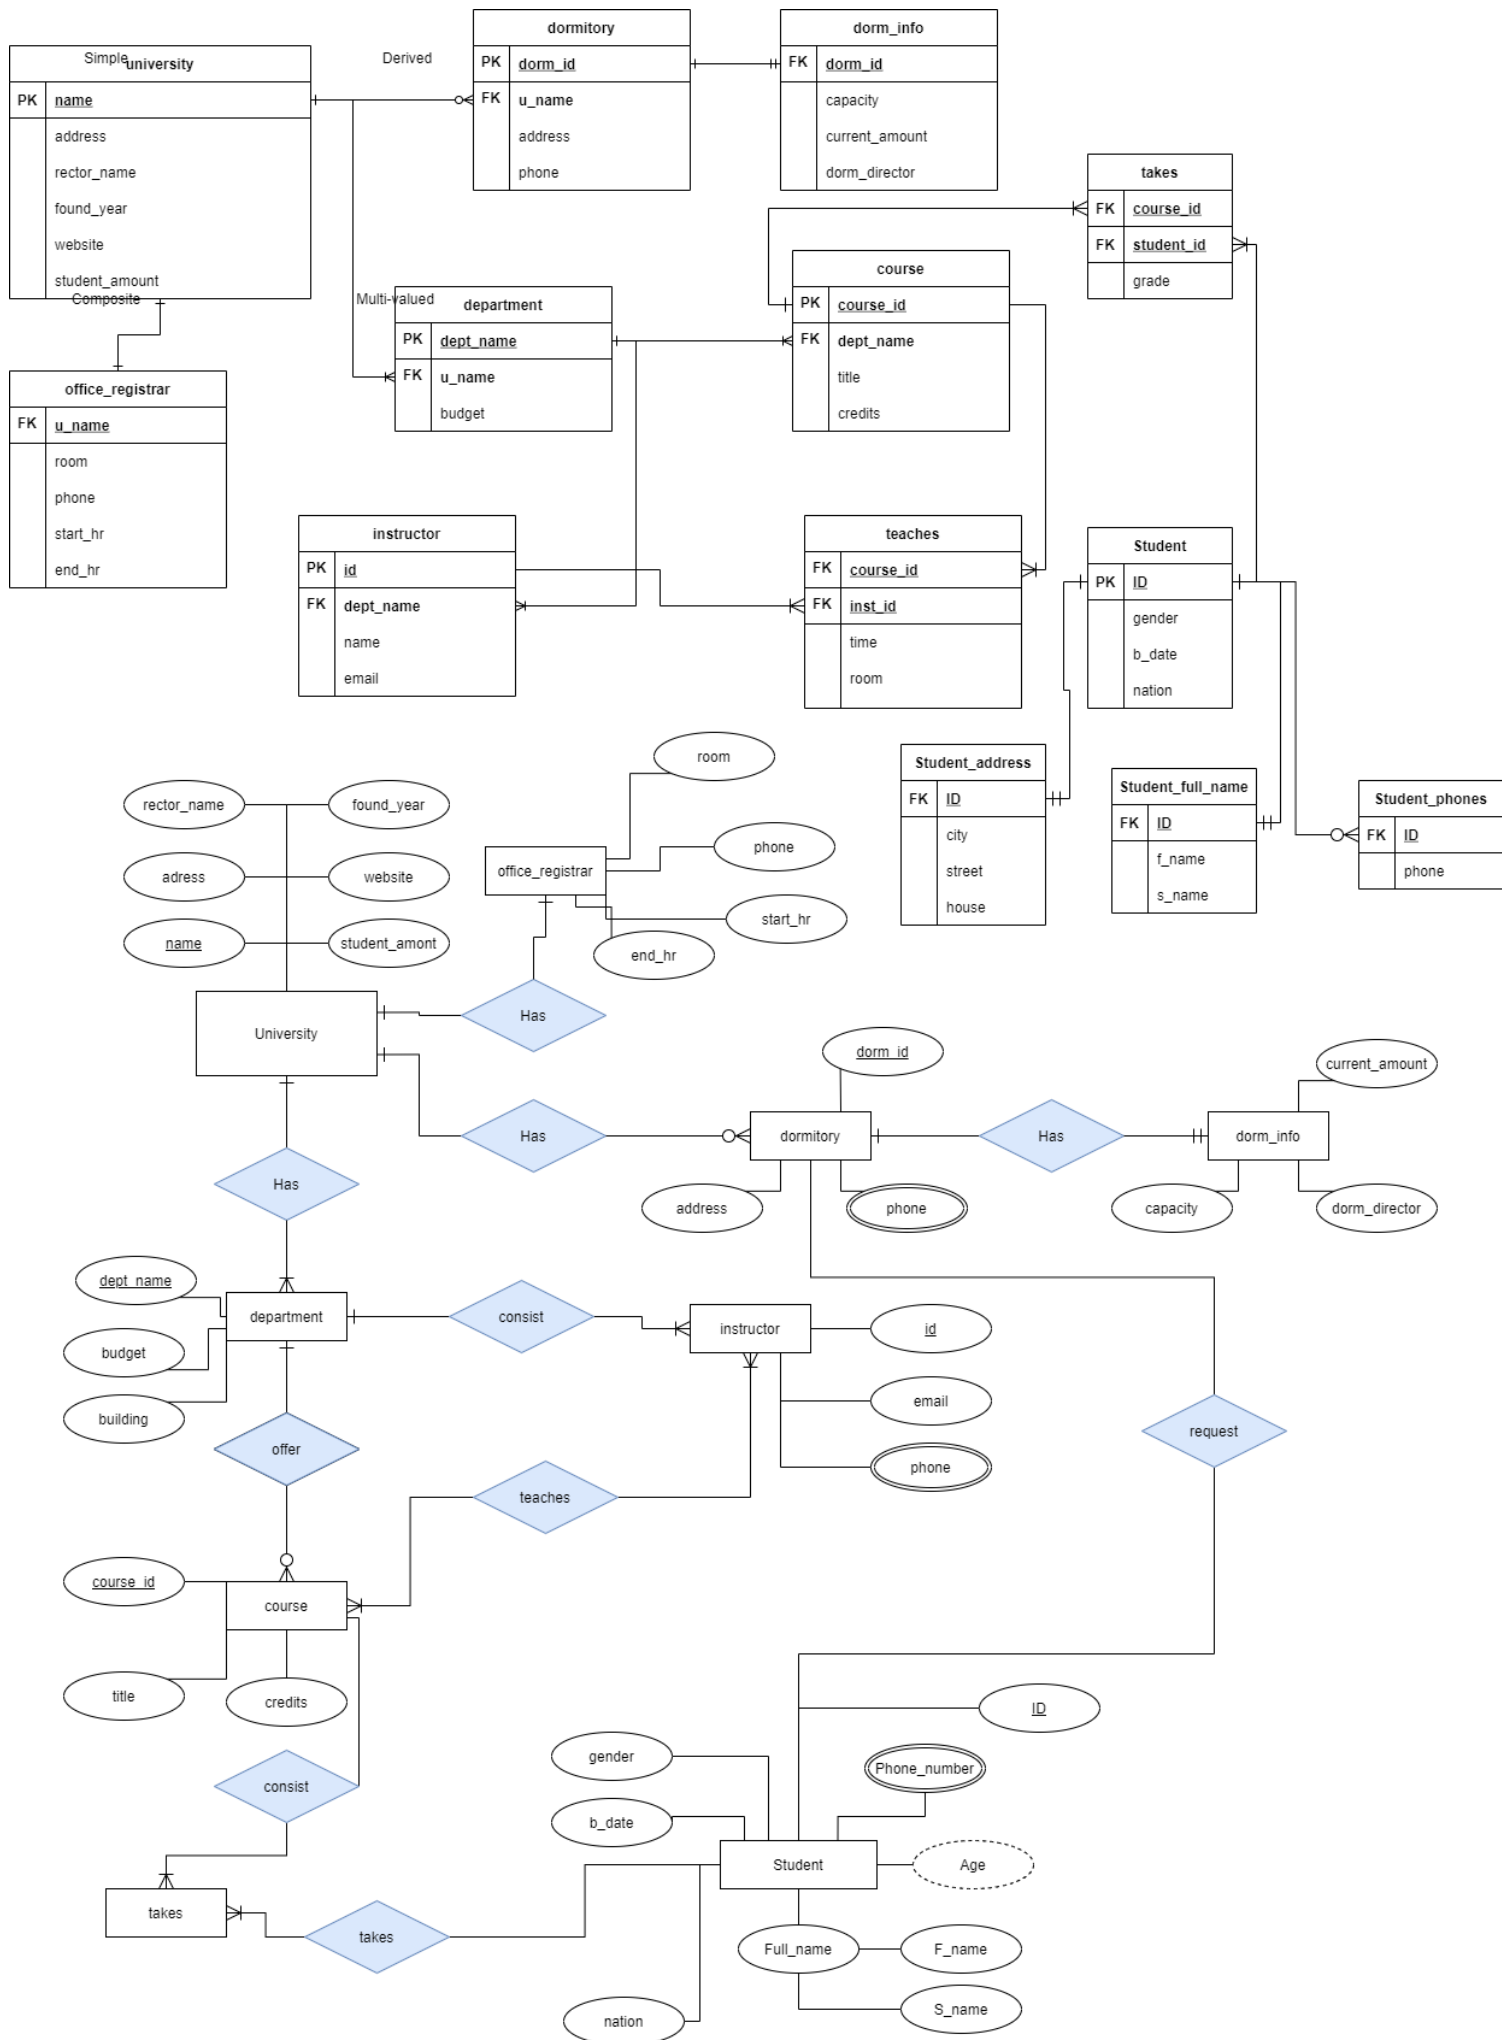 Simple
university
PK name
address
rector_name
found_year
website
student_amount
Composite
Derived
dormitory
PK dorm_id
FK u_name
address
phone
dorm_info
FK dorm_id
capacity
current_amount
dorm_director
takes
FK course_id
FK student_id
grade
Multi-valued
department
PK dept_name
FK u_name
budget
course
PK course_id
FK dept_name
title
credits
office_registrar
FK u_name
room
phone
start_hr
end_hr
instructor
PK id
FK dept_name
name
email
teaches
FK course_id
FK inst_id
time
room
Student
PK ID
gender
b_date
nation
Student_address
FK ID
city
street
house
Student_full_name
FK ID
f_name
s_name
Student_phones
FK ID
phone
room
rector_name
found_year
office_registrar
phone
adress
website
start_hr
name
student_amont
end_hr
University
Has
dorm_id
current_amount
Has
dormitory
Has
dorm_info
Has
address
phone
capacity
dorm_director
dept_name
department
consist
instructor
id
budget
email
building
offer
request
phone
teaches
course_id
course
title
credits
ID
gender
Phone_number
consist
b_date
Student
Age
takes
takes
Full_name
F_name
nation
S_name